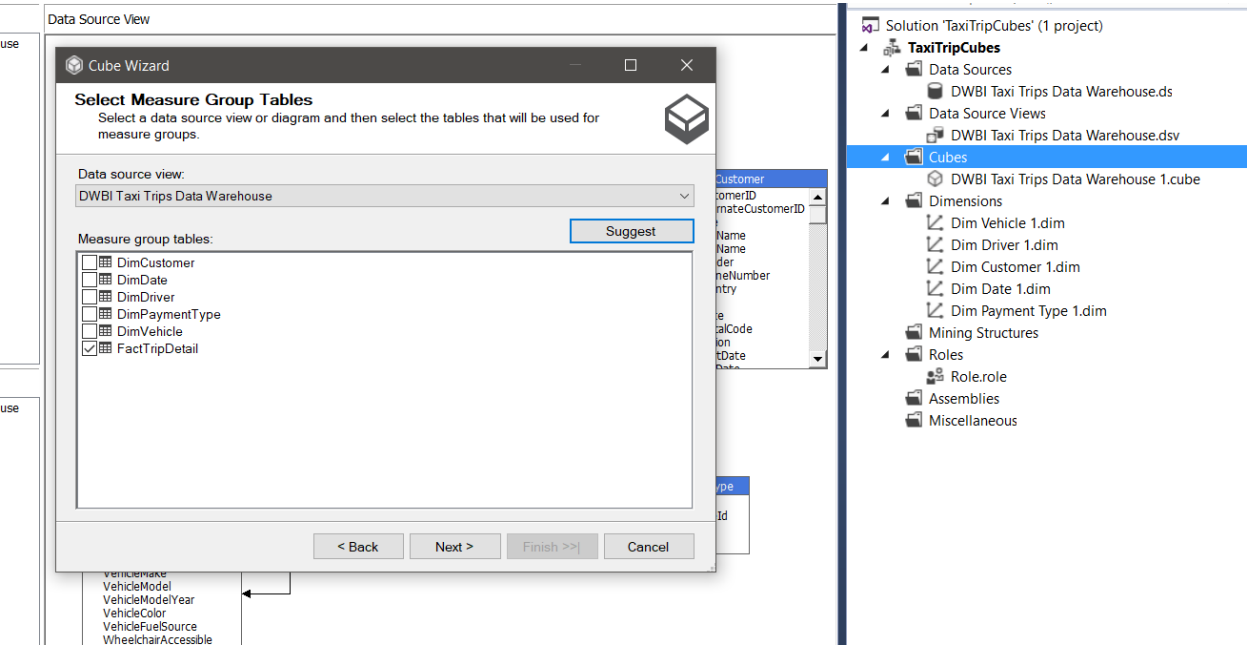 Data Source View
use
Cube Wizard
Select Measure Group Tables
Select a data source view or diagram and then select the tables that will be used for
measure groups.
Data source view:
DWBI Taxi Trips Data Warehouse
Suggest
Measure group tables:
DimCustomer
DimDate
DimDriver
DimPaymentType
DimVehicle
FactTripDetail
< Back
Next >
Finish >>|
Cancel
Customer
tomerID
rnateCustomerID
Name
Name
der
neNumber
ntry
te
talCode
ion
tDate
Date
use
ype
Id
VehicleMake
VehicleModel
VehicleModelYear
VehicleColor
VehicleFuelSource
WheelchairAccessible
Solution 'TaxiTripCubes' (1 project)
TaxiTripCubes
Data Sources
DWBI Taxi Trips Data Warehouse.ds
Data Source Views
DWBI Taxi Trips Data Warehouse.dsv
Cubes
DWBI Taxi Trips Data Warehouse 1.cube
Dimensions
Dim Vehicle 1.dim
Dim Driver 1.dim
Dim Customer 1.dim
Dim Date 1.dim
Dim Payment Type 1.dim
Mining Structures
Roles
Role.role
Assemblies
Miscellaneous